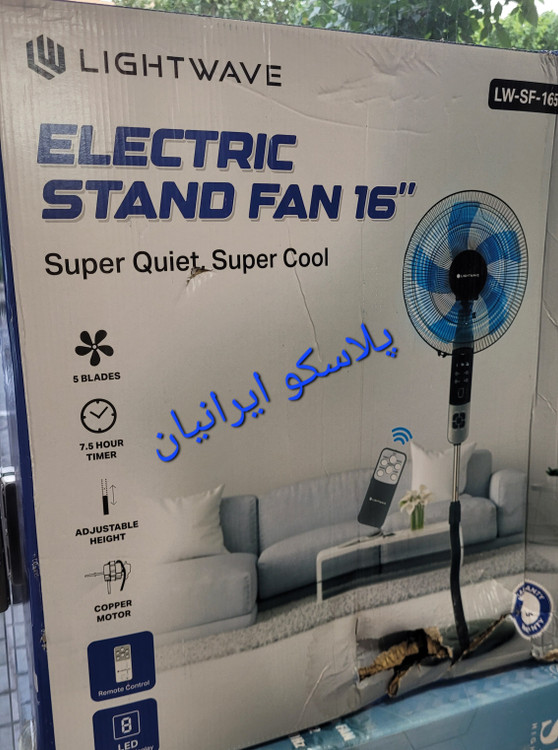 LIGHTWAVE
LW-SF-165
ELECTRIC
STAND FAN 16"
Super Quiet, Super Cool
LIGHTWAVE
5 BLADES
پلاسکو ایرانیان
7.5 HOUR
TIMER
ADJUSTABLE
HEIGHT
COPPER
MOTOR
Remote Control
LED